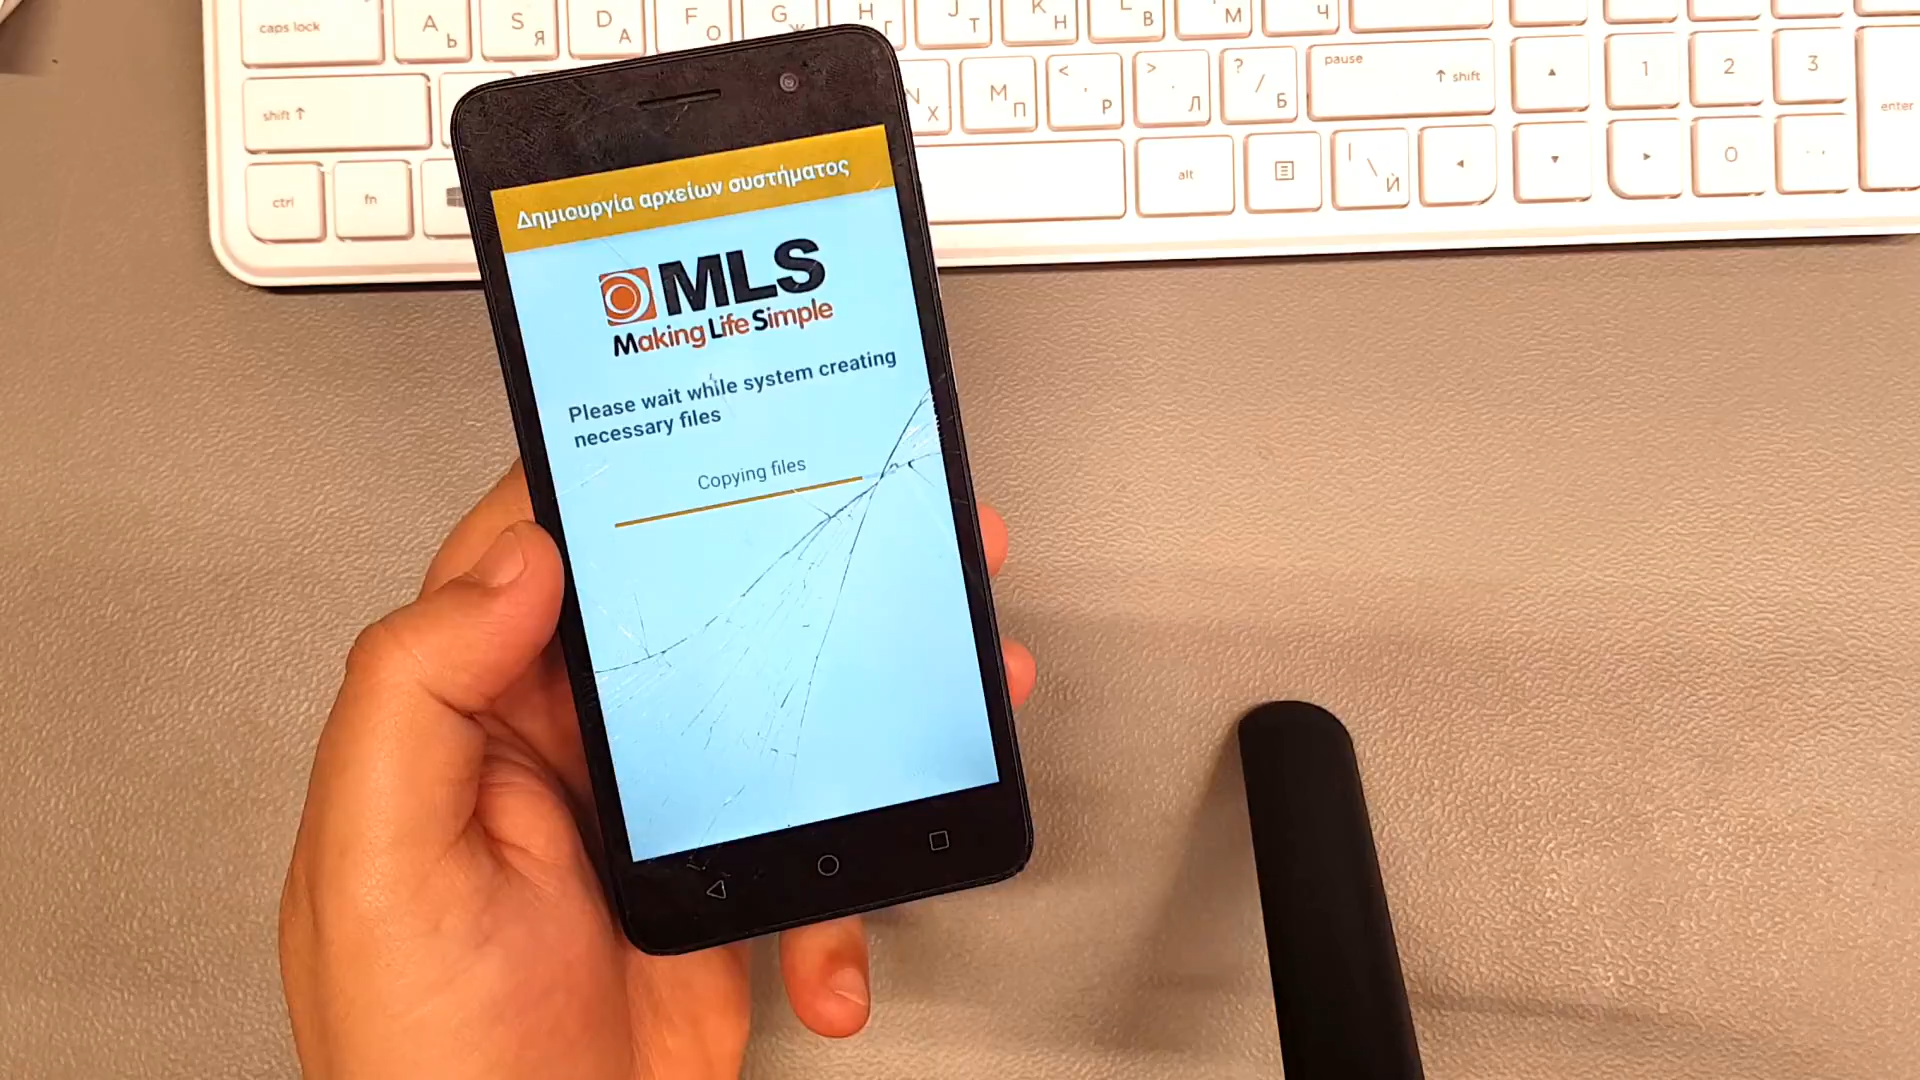 caps lock
A Ь
S Я
D А
F О
G Ж
Н Г
J Т
K Н
L В
М
Ч
shift ↑
N Х
M П
< , Р
> . Л
? / Б
pause ↑ shift
1
2
3
enter
ctrl
fn
alt
\ Й
0
Δημιουργία αρχείων συστήματος
MLS
Making Life Simple
Please wait while system creating
necessary files
Copying files